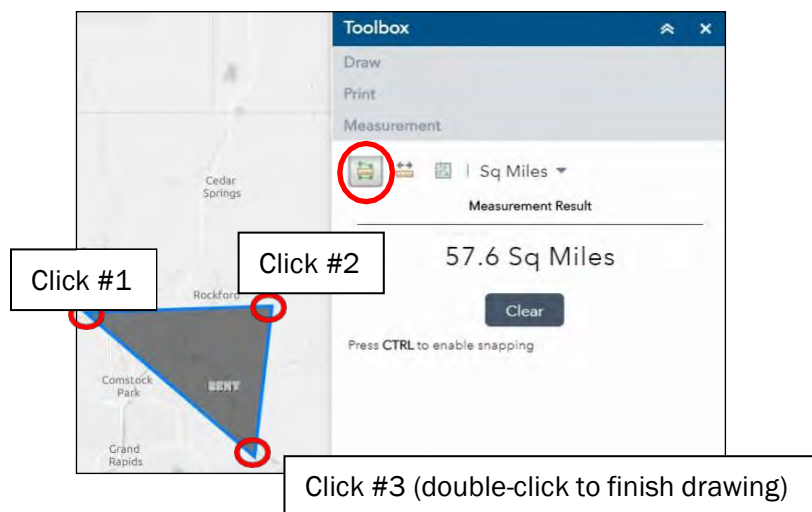 Toolbox
Draw
Print
Measurement
Sq Miles
Measurement Result
57.6 Sq Miles
Clear
Press CTRL to enable snapping
Cedar
Springs
Click #1
Click #2
Rockford
Comstock
Park
KENT
Grand
Rapids
Click #3 (double-click to finish drawing)